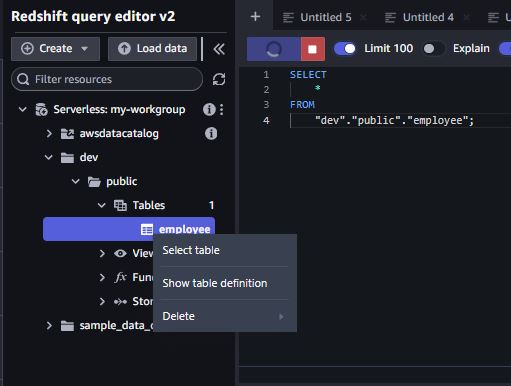 Redshift query editor v2
Create
Load data
Filter resources
Serverless: my-workgroup
awsdatacatalog
dev
public
Tables 1
employee
View
Func
Stor
sample_data_d
Select table
Show table definition
Delete
Untitled 5
Untitled 4
U
Limit 100
Explain
1 SELECT
2 *
3 FROM
4 "dev"."public"."employee";